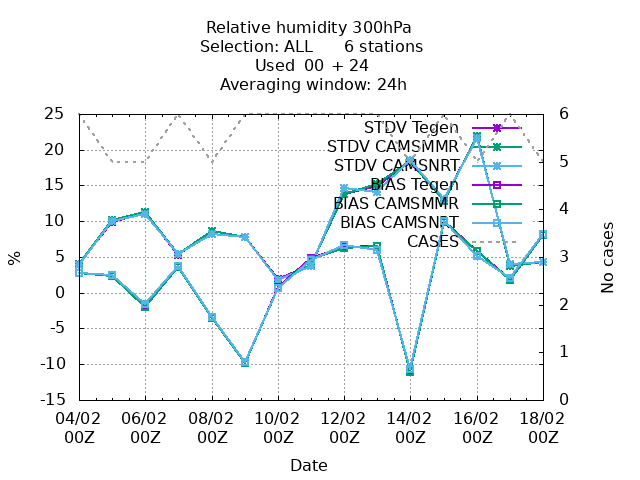 Relative humidity 300hPa
Selection: ALL 6 stations
Used 00 + 24
Averaging window: 24h
25
20
15
10
5
0
-5
-10
-15
%
6
5
4
3
2
1
0
No cases
STDV Tegen
STDV CAMSMMR
STDV CAMSNRT
BIAS Tegen
BIAS CAMSMMR
BIAS CAMSNRT
CASES
04/02 06/02 08/02 10/02 12/02 14/02 16/02 18/02
00Z 00Z 00Z 00Z 00Z 00Z 00Z 00Z
Date